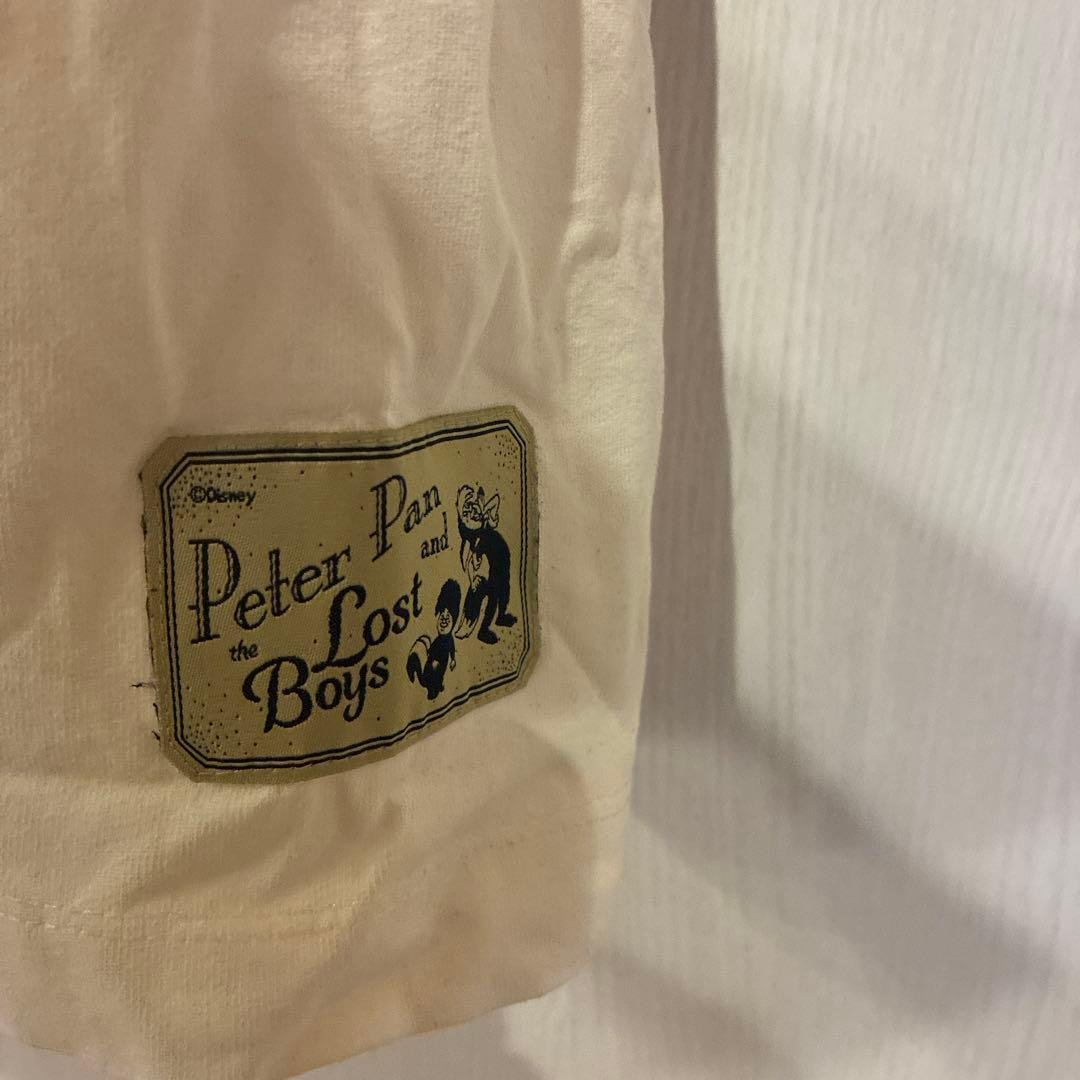 ©Disney
Peter Pan
and
the Lost
Boys